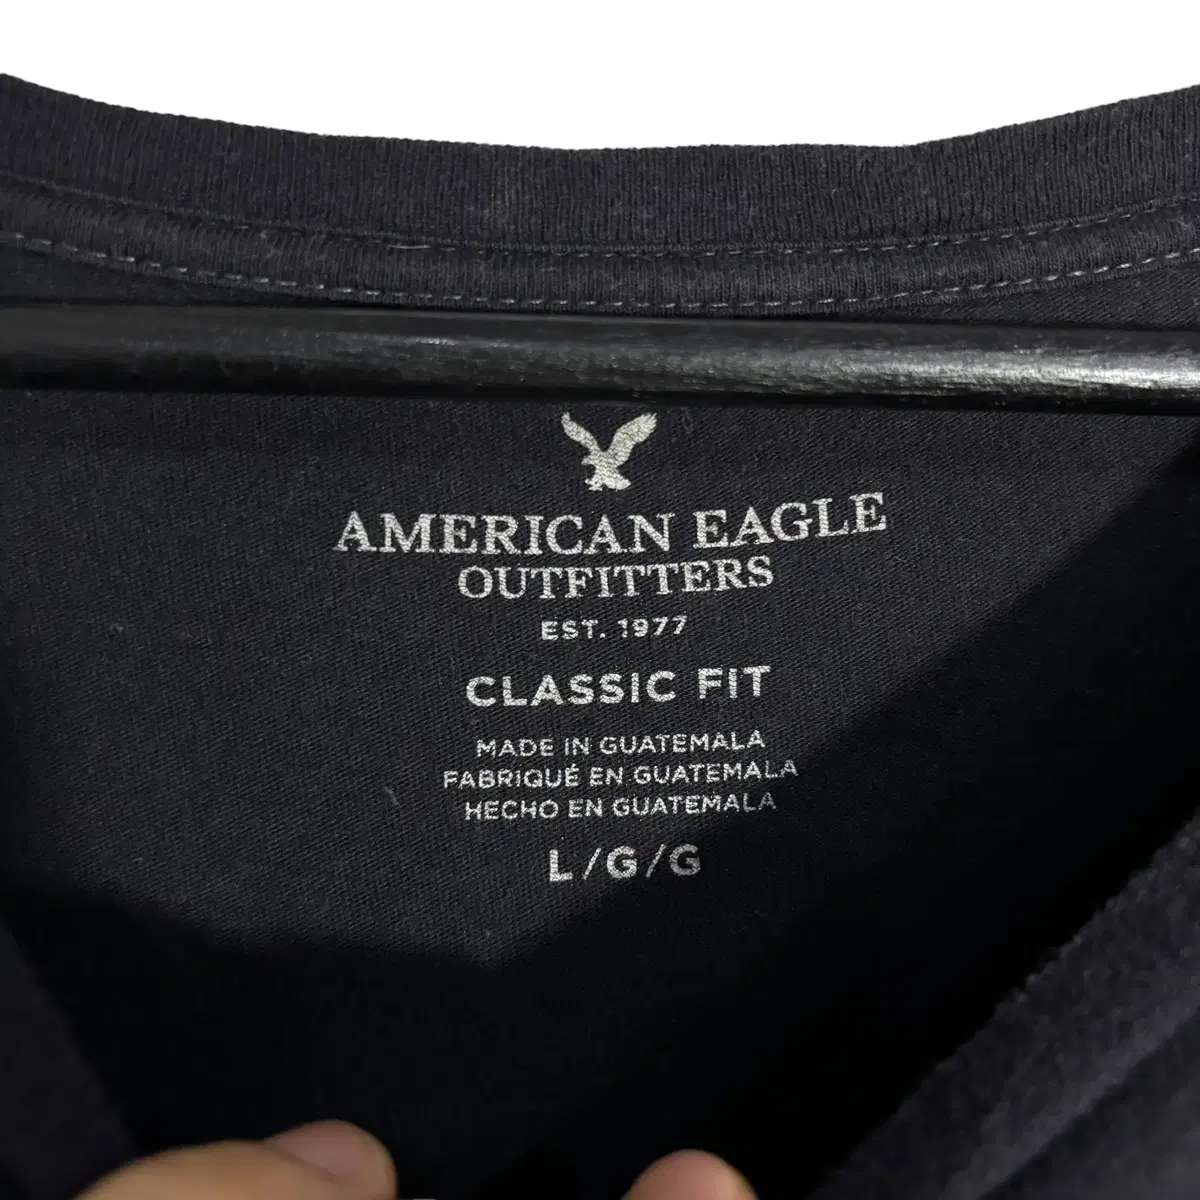 AMERICAN EAGLE
OUTFITTERS
EST. 1977
CLASSIC FIT
MADE IN GUATEMALA
FABRIQUÉ EN GUATEMALA
HECHO EN GUATEMALA
L/G/G